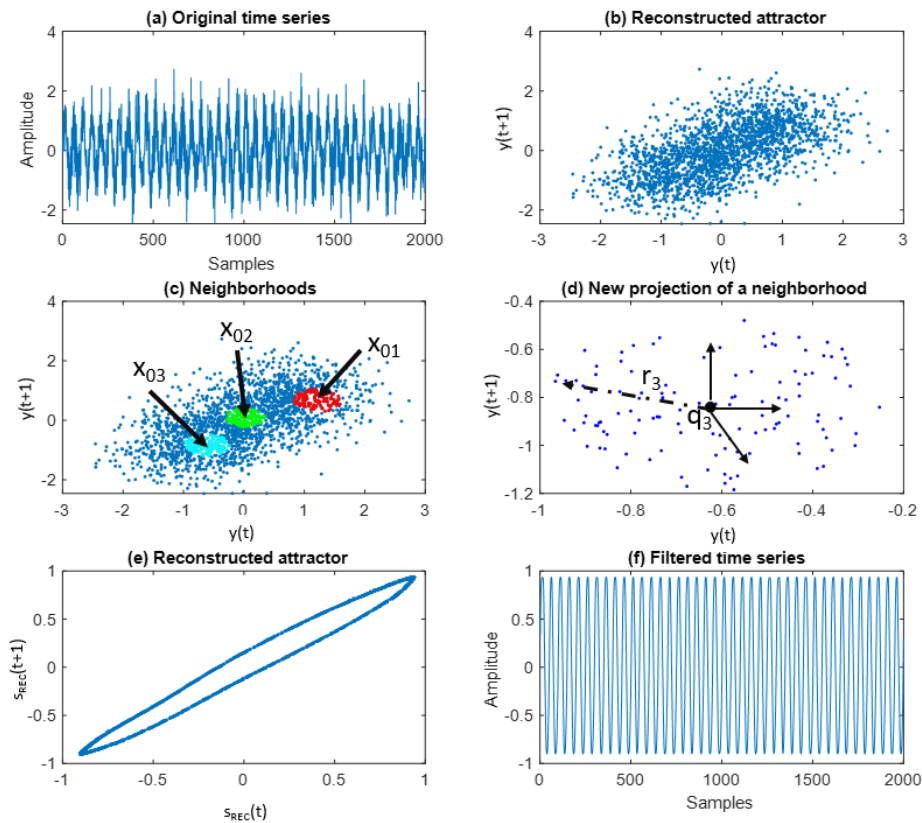 (a) Original time series
4
2
0
-2
Amplitude
0 500 1000 1500 2000
Samples
(b) Reconstructed attractor
4
2
0
-2
y(t+1)
-3 -2 -1 0 1 2 3
y(t)
(c) Neighborhoods
4
2
0
-2
y(t+1)
x03
x02
x01
-3 -2 -1 0 1 2 3
y(t)
(d) New projection of a neighborhood
-0.4
-0.6
-0.8
-1
-1.2
y(t+1)
r3
q3
-1 -0.8 -0.6 -0.4 -0.2
y(t)
(e) Reconstructed attractor
1
0.5
0
-0.5
-1
sREC(t+1)
-1 -0.5 0 0.5 1
sREC(t)
(f) Filtered time series
1
0.5
0
-0.5
-1
Amplitude
0 500 1000 1500 2000
Samples